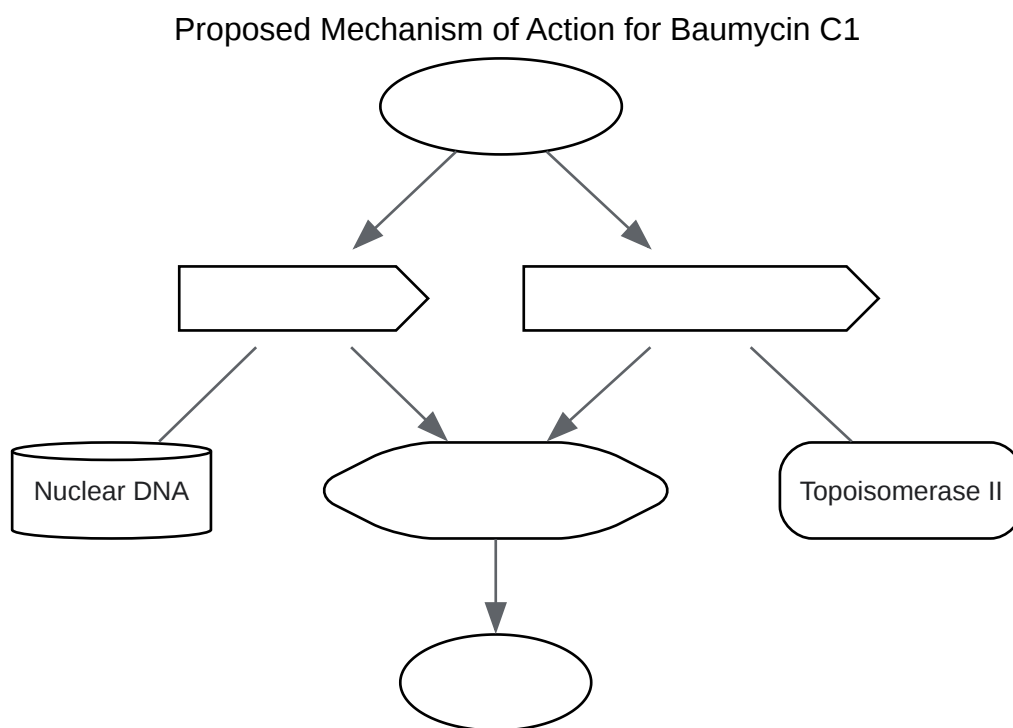 Proposed Mechanism of Action for Baumycin C1
Nuclear DNA
Topoisomerase II